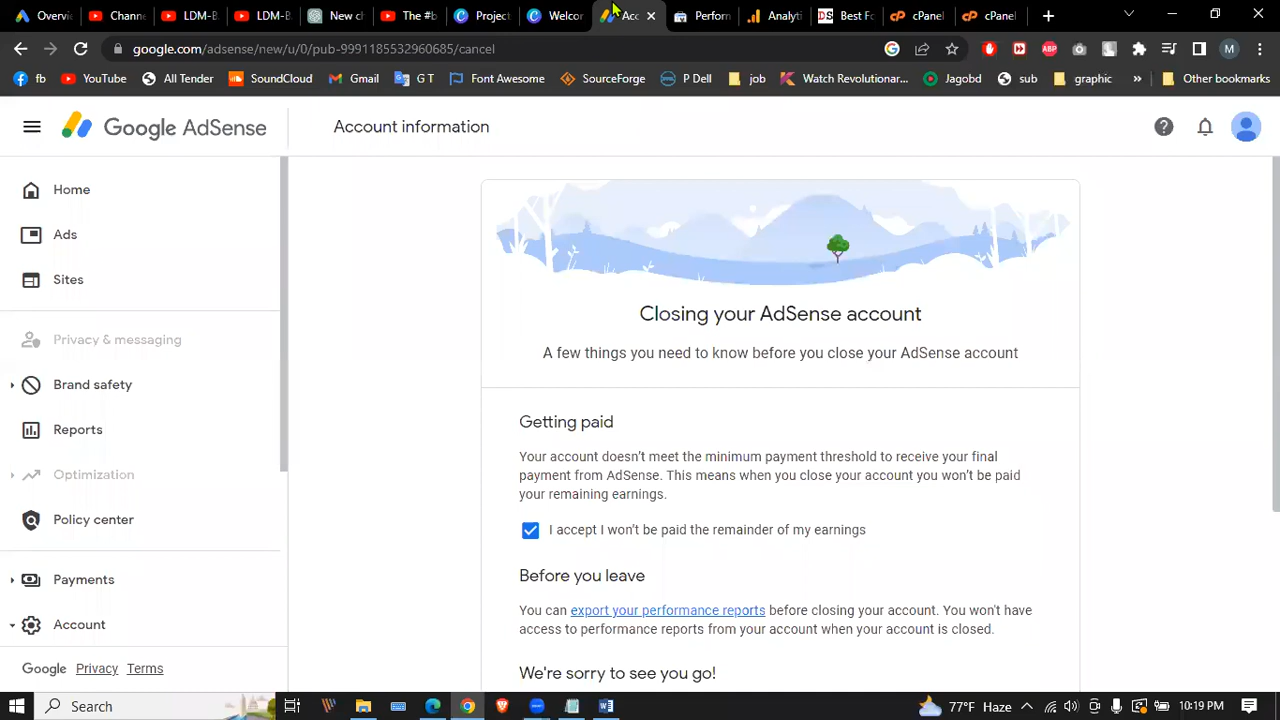 Overvi
Chann
LDM-B
LDM-B
New ch
The #b
Project
Welcor
Acc
Perform
Analyti
DS Best Fo
cPanel
cPanel
google.com/adsense/new/u/0/pub-9991185532960685/cancel
ABP
M
fb
YouTube
All Tender
SoundCloud
Gmail
G T
Font Awesome
SourceForge
P Dell
job
Watch Revolutionar...
Jagobd
sub
graphic
»
Other bookmarks
Google AdSense
Account information
Home
Ads
Sites
Privacy & messaging
Brand safety
Reports
Optimization
Policy center
Payments
Account
Google Privacy Terms
Closing your AdSense account
A few things you need to know before you close your AdSense account
Getting paid
Your account doesn't meet the minimum payment threshold to receive your final
payment from AdSense. This means when you close your account you won't be paid
your remaining earnings.
I accept I won't be paid the remainder of my earnings
Before you leave
You can export your performance reports before closing your account. You won't have
access to performance reports from your account when your account is closed.
We're sorry to see you go!
Search
77°F Haze
10:19 PM